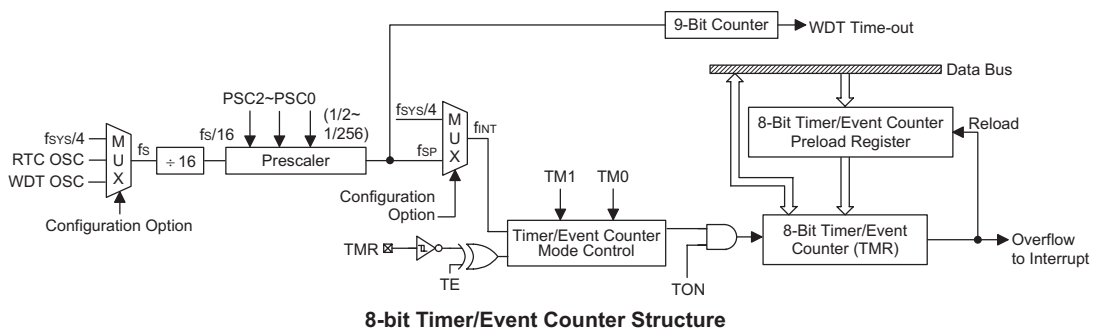 9-Bit Counter
WDT Time-out
Data Bus
PSC2~PSC0
(1/2~
1/256)
fSYS/4
RTC OSC
WDT OSC
M
U
X
fS
÷ 16
fS/16
Prescaler
Configuration Option
fSYS/4
fSP
M
U
X
fINT
Configuration
Option
8-Bit Timer/Event Counter
Preload Register
Reload
TM1
TM0
TMR
TE
Timer/Event Counter
Mode Control
TON
8-Bit Timer/Event
Counter (TMR)
Overflow
to Interrupt
8-bit Timer/Event Counter Structure